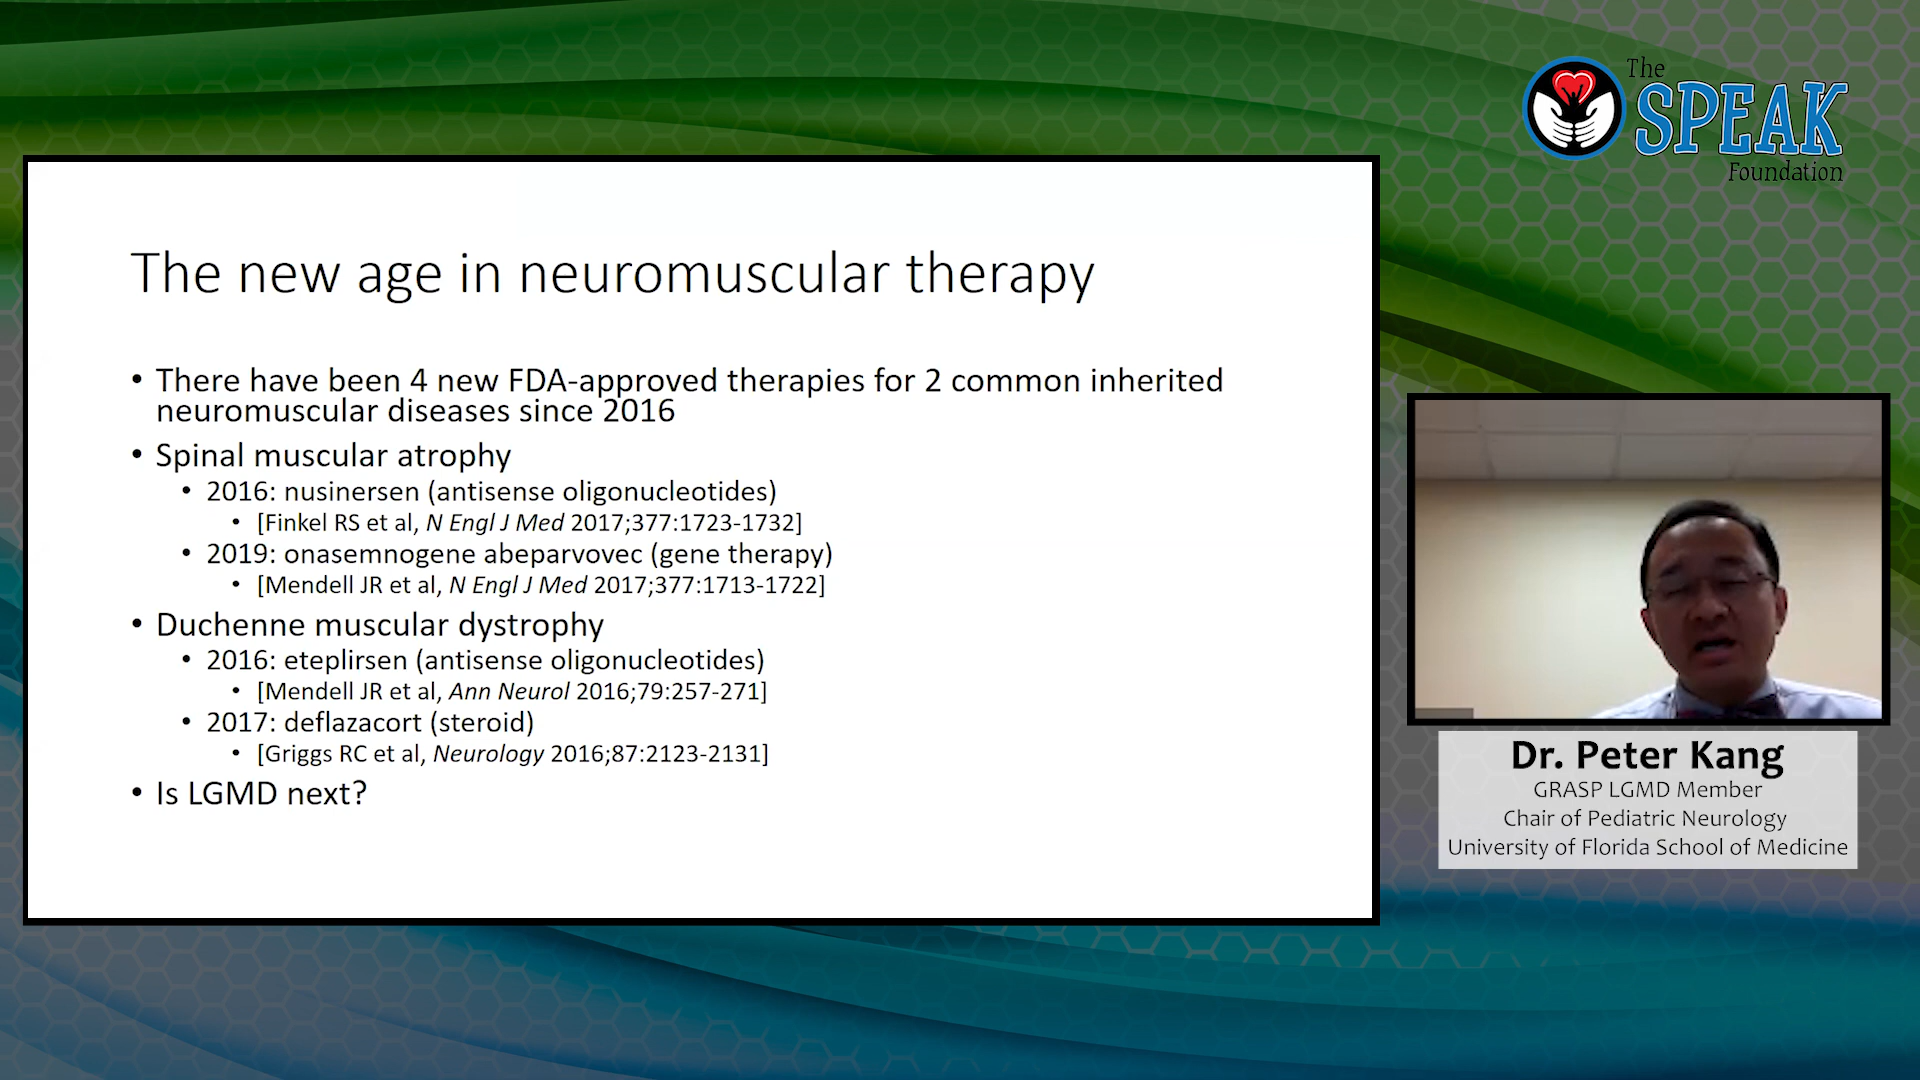 The
SPEAK
Foundation
The new age in neuromuscular therapy
• There have been 4 new FDA-approved therapies for 2 common inherited
neuromuscular diseases since 2016
• Spinal muscular atrophy
• 2016: nusinersen (antisense oligonucleotides)
• [Finkel RS et al, N Engl J Med 2017;377:1723-1732]
• 2019: onasemnogene abeparvovec (gene therapy)
• [Mendell JR et al, N Engl J Med 2017;377:1713-1722]
• Duchenne muscular dystrophy
• 2016: eteplirsen (antisense oligonucleotides)
• [Mendell JR et al, Ann Neurol 2016;79:257-271]
• 2017: deflazacort (steroid)
• [Griggs RC et al, Neurology 2016;87:2123-2131]
• Is LGMD next?
Dr. Peter Kang
GRASP LGMD Member
Chair of Pediatric Neurology
University of Florida School of Medicine